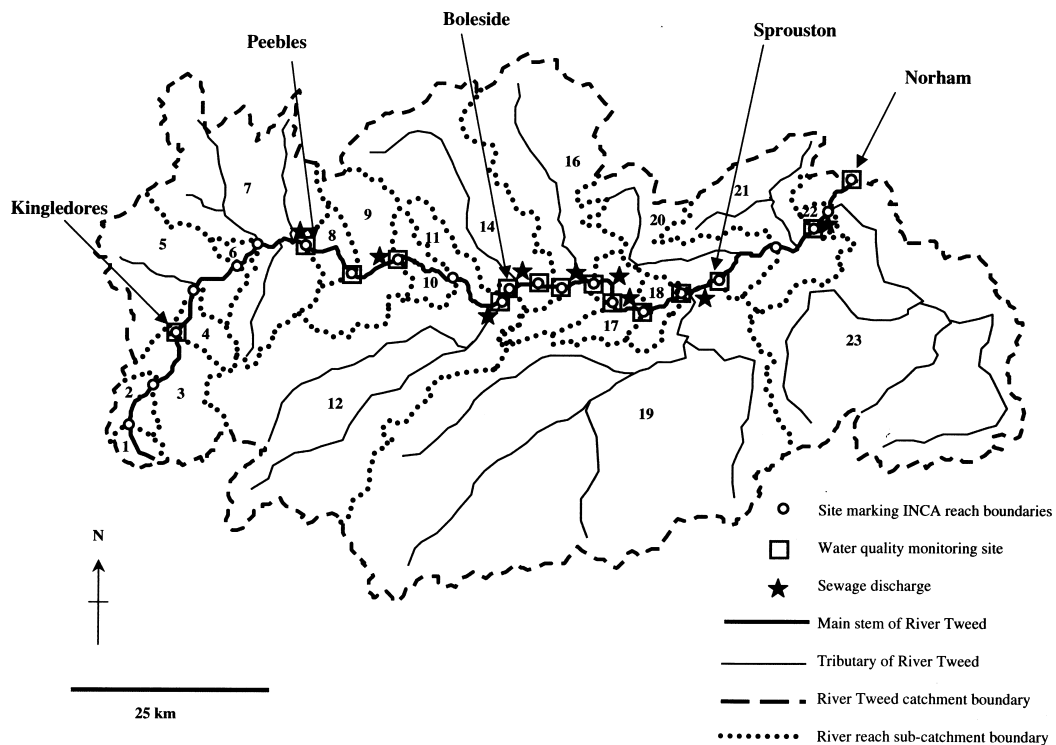 Boleside
Sprouston
Peebles
Norham
Kingledores
16
7
21
9
20
22
14
8
11
5
6
10
18
4
17
23
2
3
12
19
1
N
Site marking INCA reach boundaries
Water quality monitoring site
Sewage discharge
Main stem of River Tweed
Tributary of River Tweed
River Tweed catchment boundary
River reach sub-catchment boundary
25 km